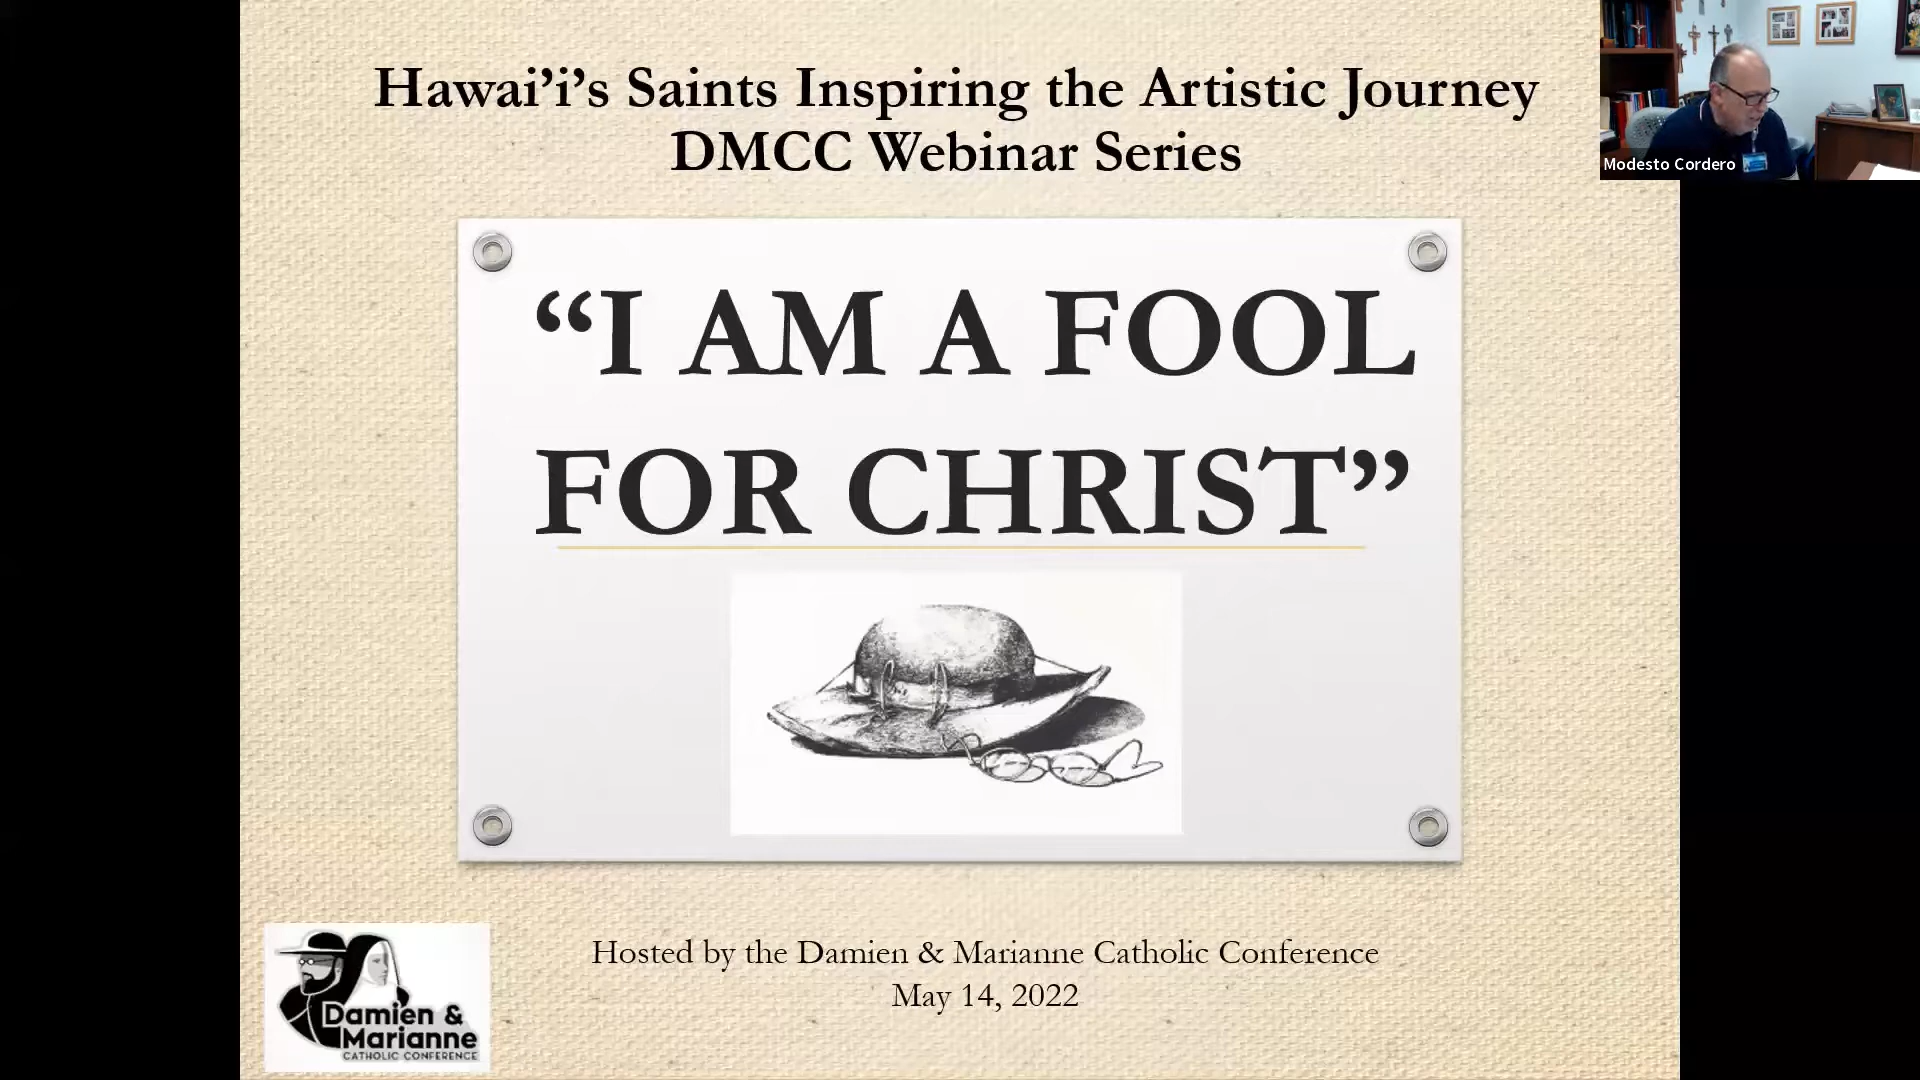 Hawai’i’s Saints Inspiring the Artistic Journey
DMCC Webinar Series
Modesto Cordero
“I AM A FOOL
FOR CHRIST”
Hosted by the Damien & Marianne Catholic Conference
May 14, 2022
Damien &
Marianne
CATHOLIC CONFERENCE